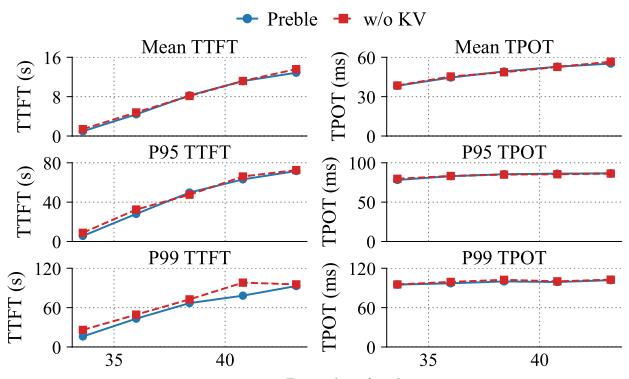 Preble w/o KV
Mean TTFT
TTFT (s)
16
8
0
Mean TPOT
TPOT (ms)
60
30
0
P95 TTFT
TTFT (s)
80
40
0
P95 TPOT
TPOT (ms)
100
50
0
P99 TTFT
TTFT (s)
120
60
0
35 40
P99 TPOT
TPOT (ms)
120
60
0
35 40